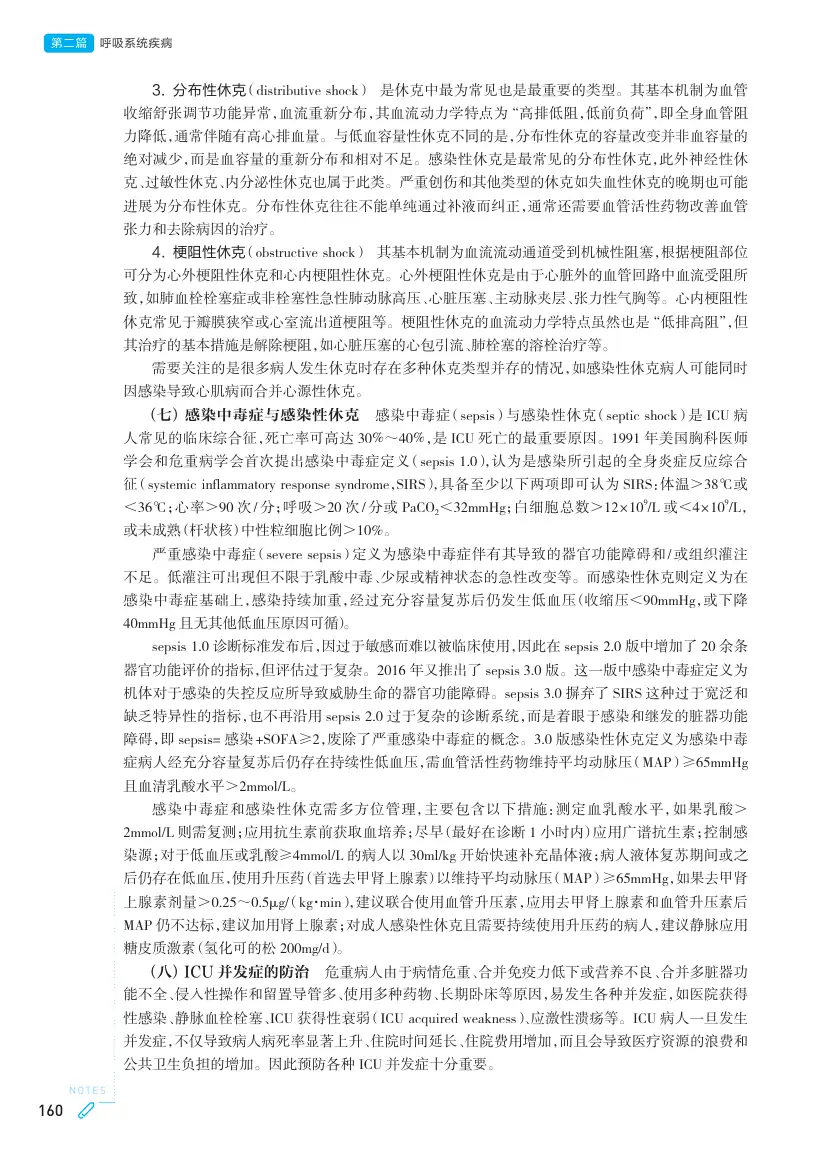 第二篇 呼吸系统疾病
3. 分布性休克（distributive shock） 是休克中最为常见也是最重要的类型。其基本机制为血管
收缩舒张调节功能异常，血流重新分布，其血流动力学特点为“高排低阻，低前负荷”，即全身血管阻
力降低，通常伴随有高心排血量。与低血容量性休克不同的是，分布性休克的容量改变并非血容量的
绝对减少，而是血容量的重新分布和相对不足。感染性休克是最常见的分布性休克，此外神经性休
克、过敏性休克、内分泌性休克也属于此类。严重创伤和其他类型的休克如失血性休克的晚期也可能
进展为分布性休克。分布性休克往往不能单纯通过补液而纠正，通常还需要血管活性药物改善血管
张力和去除病因的治疗。
4. 梗阻性休克（obstructive shock） 其基本机制为血流流动通道受到机械性阻塞，根据梗阻部位
可分为心外梗阻性休克和心内梗阻性休克。心外梗阻性休克是由于心脏外的血管回路中血流受阻所
致，如肺血栓栓塞症或非栓塞性急性肺动脉高压、心脏压塞、主动脉夹层、张力性气胸等。心内梗阻性
休克常见于瓣膜狭窄或心室流出道梗阻等。梗阻性休克的血流动力学特点虽然也是“低排高阻”，但
其治疗的基本措施是解除梗阻，如心脏压塞的心包引流、肺栓塞的溶栓治疗等。
需要关注的是很多病人发生休克时存在多种休克类型并存的情况，如感染性休克病人可能同时
因感染导致心肌病而合并心源性休克。
（七）感染中毒症与感染性休克 感染中毒症（sepsis）与感染性休克（septic shock）是 ICU 病
人常见的临床综合征，死亡率可高达 30%～40%，是 ICU 死亡的最重要原因。1991 年美国胸科医师
学会和危重病学会首次提出感染中毒症定义（sepsis 1.0），认为是感染所引起的全身炎症反应综合
征（systemic inflammatory response syndrome，SIRS），具备至少以下两项即可认为 SIRS：体温＞38℃或
＜36℃；心率＞90 次/分；呼吸＞20 次/分或 PaCO₂＜32mmHg；白细胞总数＞12×10⁹/L 或＜4×10⁹/L，
或未成熟（杆状核）中性粒细胞比例＞10%。
严重感染中毒症（severe sepsis）定义为感染中毒症伴有其导致的器官功能障碍和/或组织灌注
不足。低灌注可出现但不限于乳酸中毒、少尿或精神状态的急性改变等。而感染性休克则定义为在
感染中毒症基础上，感染持续加重，经过充分容量复苏后仍发生低血压（收缩压＜90mmHg，或下降
40mmHg 且无其他低血压原因可循）。
sepsis 1.0 诊断标准发布后，因过于敏感而难以被临床使用，因此在 sepsis 2.0 版中增加了 20 余条
器官功能评价的指标，但评估过于复杂。2016 年又推出了 sepsis 3.0 版。这一版中感染中毒症定义为
机体对于感染的失控反应所导致威胁生命的器官功能障碍。sepsis 3.0 摒弃了 SIRS 这种过于宽泛和
缺乏特异性的指标，也不再沿用 sepsis 2.0 过于复杂的诊断系统，而是着眼于感染和继发的脏器功能
障碍，即 sepsis= 感染 +SOFA≥2，废除了严重感染中毒症的概念。3.0 版感染性休克定义为感染中毒
症病人经充分容量复苏后仍存在持续性低血压，需血管活性药物维持平均动脉压（MAP）≥65mmHg
且血清乳酸水平＞2mmol/L。
感染中毒症和感染性休克需多方位管理，主要包含以下措施：测定血乳酸水平，如果乳酸＞
2mmol/L 则需复测；应用抗生素前获取血培养；尽早（最好在诊断 1 小时内）应用广谱抗生素；控制感
染源；对于低血压或乳酸≥4mmol/L 的病人以 30ml/kg 开始快速补充晶体液；病人液体复苏期间或之
后仍存在低血压，使用升压药（首选去甲肾上腺素）以维持平均动脉压（MAP）≥65mmHg，如果去甲肾
上腺素剂量＞0.25～0.5μg/（kg·min），建议联合使用血管升压素，应用去甲肾上腺素和血管升压素后
MAP 仍不达标，建议加用肾上腺素；对成人感染性休克且需要持续使用升压药的病人，建议静脉应用
糖皮质激素（氢化可的松 200mg/d）。
（八）ICU 并发症的防治 危重病人由于病情危重、合并免疫力低下或营养不良、合并多脏器功
能不全、侵入性操作和留置导管多、使用多种药物、长期卧床等原因，易发生各种并发症，如医院获得
性感染、静脉血栓栓塞、ICU 获得性衰弱（ICU acquired weakness）、应激性溃疡等。ICU 病人一旦发生
并发症，不仅导致病人病死率显著上升、住院时间延长、住院费用增加，而且会导致医疗资源的浪费和
公共卫生负担的增加。因此预防各种 ICU 并发症十分重要。
NOTES
160